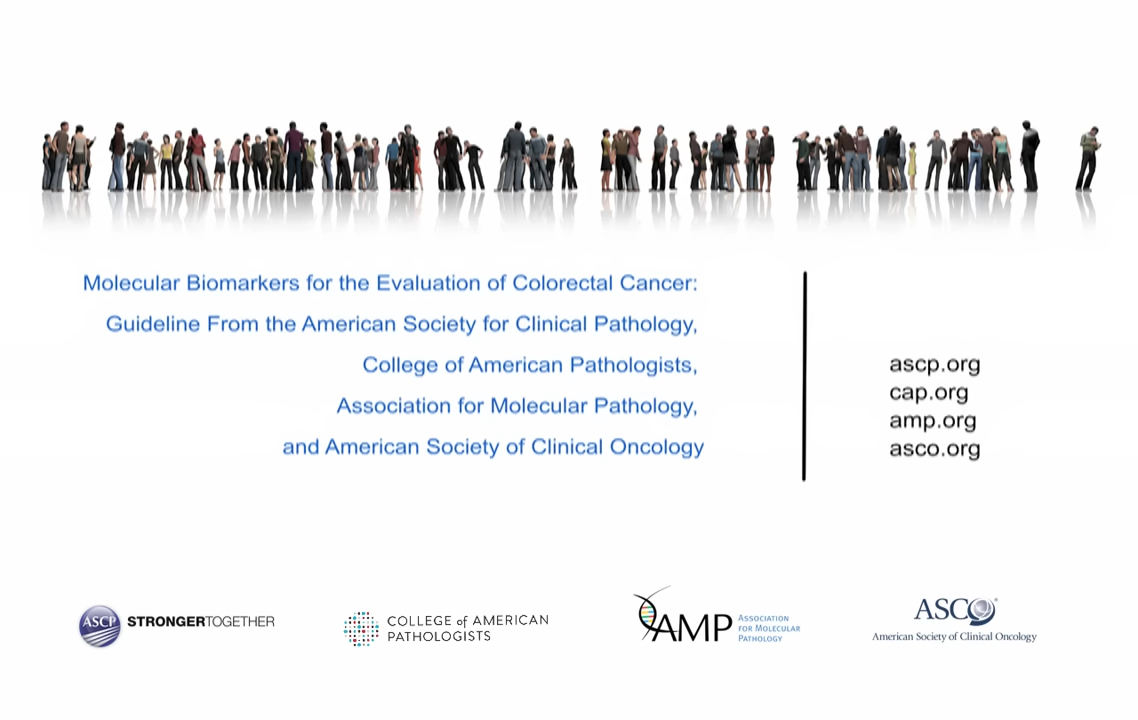 Molecular Biomarkers for the Evaluation of Colorectal Cancer:
Guideline From the American Society for Clinical Pathology,
College of American Pathologists,
Association for Molecular Pathology,
and American Society of Clinical Oncology
ascp.org
cap.org
amp.org
asco.org
ASCP STRONGERTOGETHER
COLLEGE of AMERICAN
PATHOLOGISTS
AMP
ASSOCIATION
FOR MOLECULAR
PATHOLOGY
ASCO®
American Society of Clinical Oncology